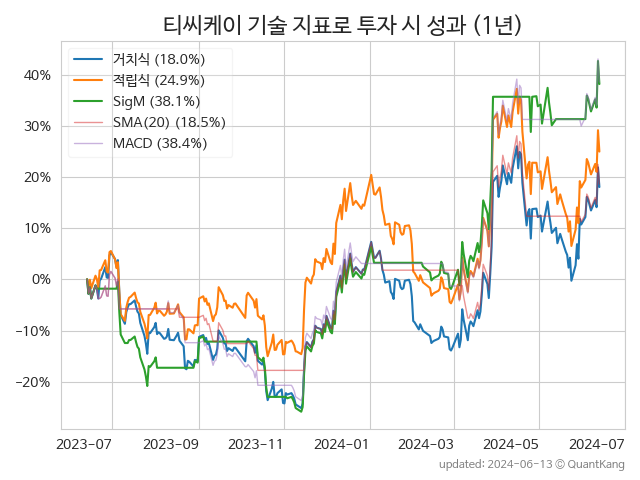 티씨케이 기술 지표로 투자 시 성과 (1년)
거치식 (18.0%)
적립식 (24.9%)
SigM (38.1%)
SMA(20) (18.5%)
MACD (38.4%)
40%
30%
20%
10%
0%
−10%
−20%
2023−07
2023−09
2023−11
2024−01
2024−03
2024−05
2024−07
updated: 2024-06-13 © QuantKang